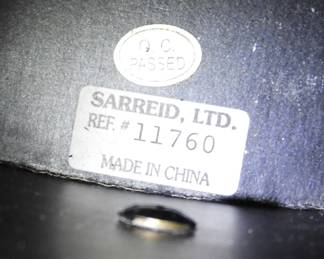 Q. C.
PASSED
SARREID, LTD.
REF. # 11760
MADE IN CHINA